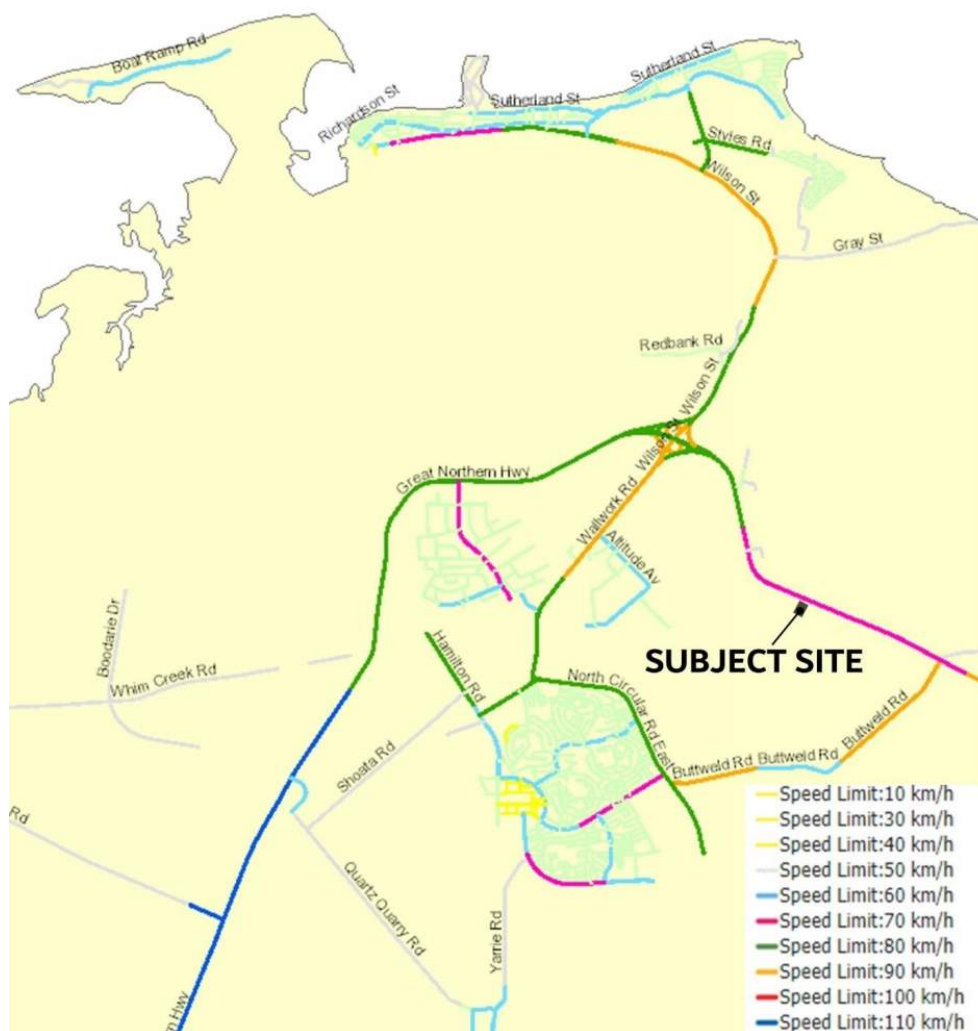 Boat Ramp Rd
Sutherland St
Richardson St
Sutherland St
Styles Rd
Wilson St
Gray St
Redbank Rd
Wilson St
Wilson St
Great Northern Hwy
Wallwork Rd
Altitude Av
SUBJECT SITE
Boodarie Dr
Hamilton Rd
Whim Creek Rd
North Circular Rd East
Buttweld Rd
Shoata Rd
Buttweld Rd
Buttweld Rd
Rd
Quartz Quarry Rd
Yarrie Rd
Hwy
Speed Limit:10 km/h
Speed Limit:30 km/h
Speed Limit:40 km/h
Speed Limit:50 km/h
Speed Limit:60 km/h
Speed Limit:70 km/h
Speed Limit:80 km/h
Speed Limit:90 km/h
Speed Limit:100 km/h
Speed Limit:110 km/h